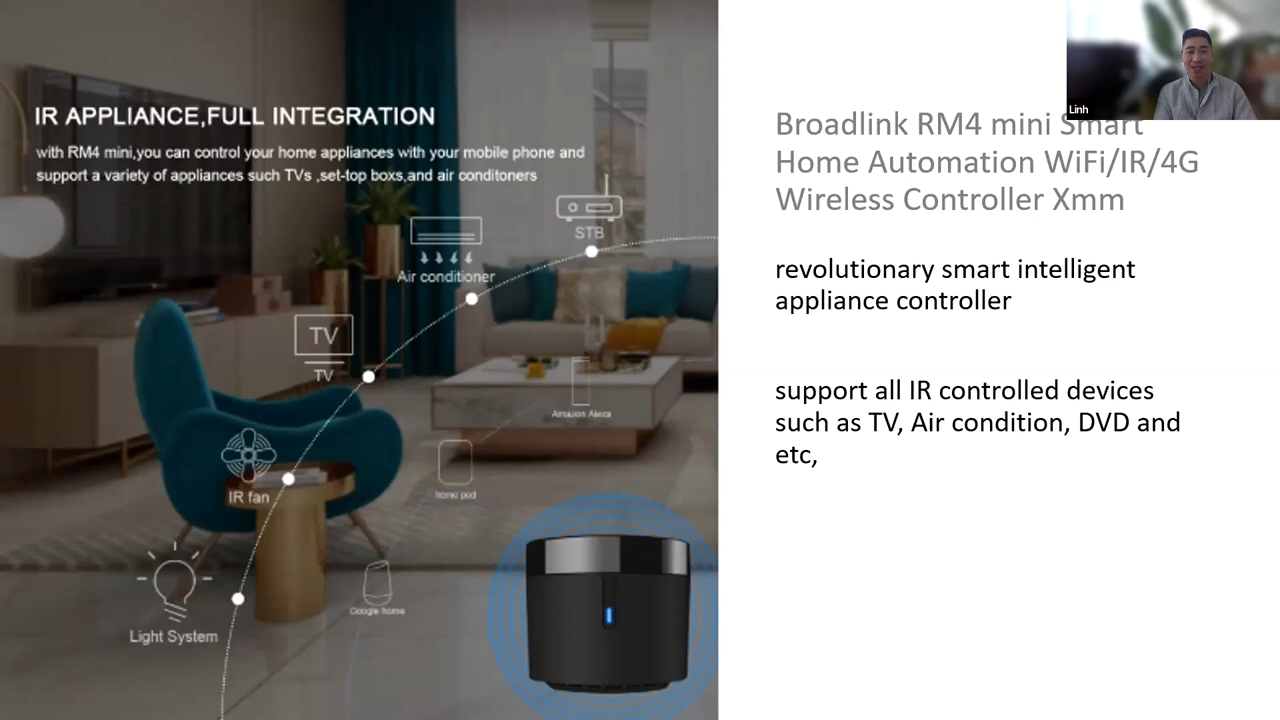 IR APPLIANCE,FULL INTEGRATION
with RM4 mini,you can control your home appliances with your mobile phone and
support a variety of appliances such TVs ,set-top boxs,and air conditoners
STB
Air conditioner
TV
TV
Amazon Alexa
IR fan
home pod
Google home
Light System
Linh
Broadlink RM4 mini Smart
Home Automation WiFi/IR/4G
Wireless Controller Xmm
revolutionary smart intelligent
appliance controller
support all IR controlled devices
such as TV, Air condition, DVD and
etc,